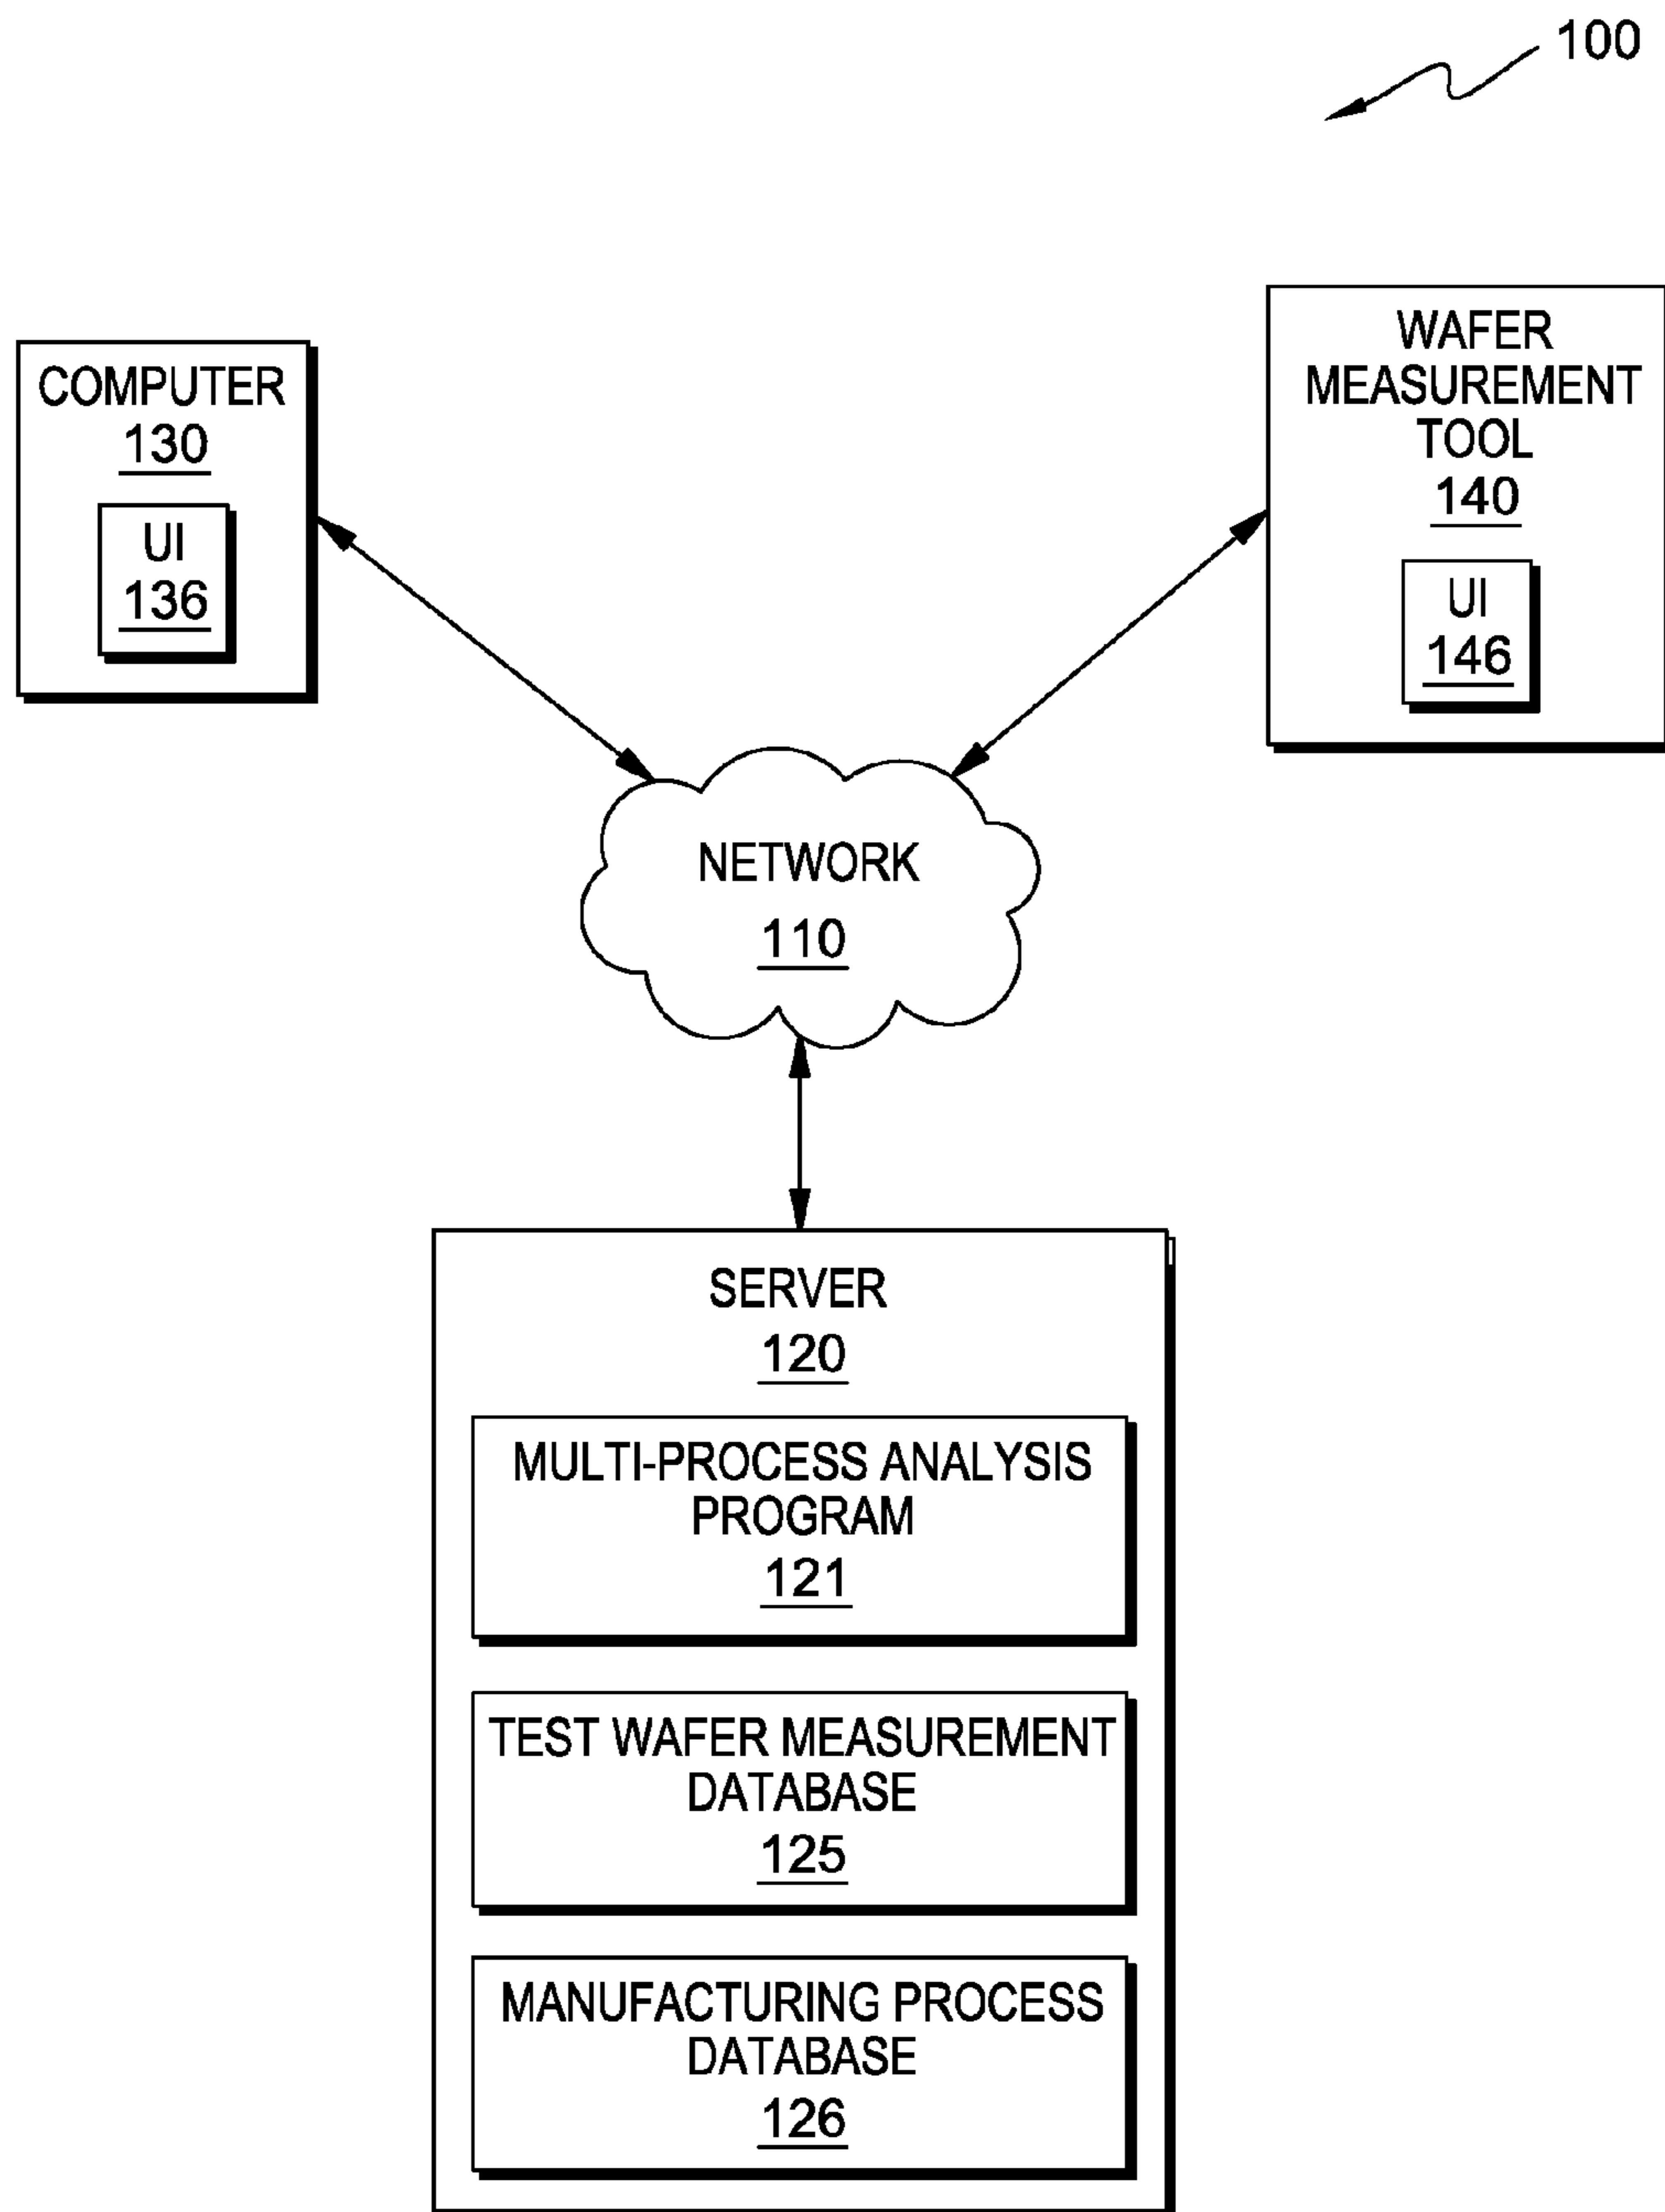 100
COMPUTER
130
UI
136
WAFER
MEASUREMENT
TOOL
140
UI
146
NETWORK
110
SERVER
120
MULTI-PROCESS ANALYSIS
PROGRAM
121
TEST WAFER MEASUREMENT
DATABASE
125
MANUFACTURING PROCESS
DATABASE
126